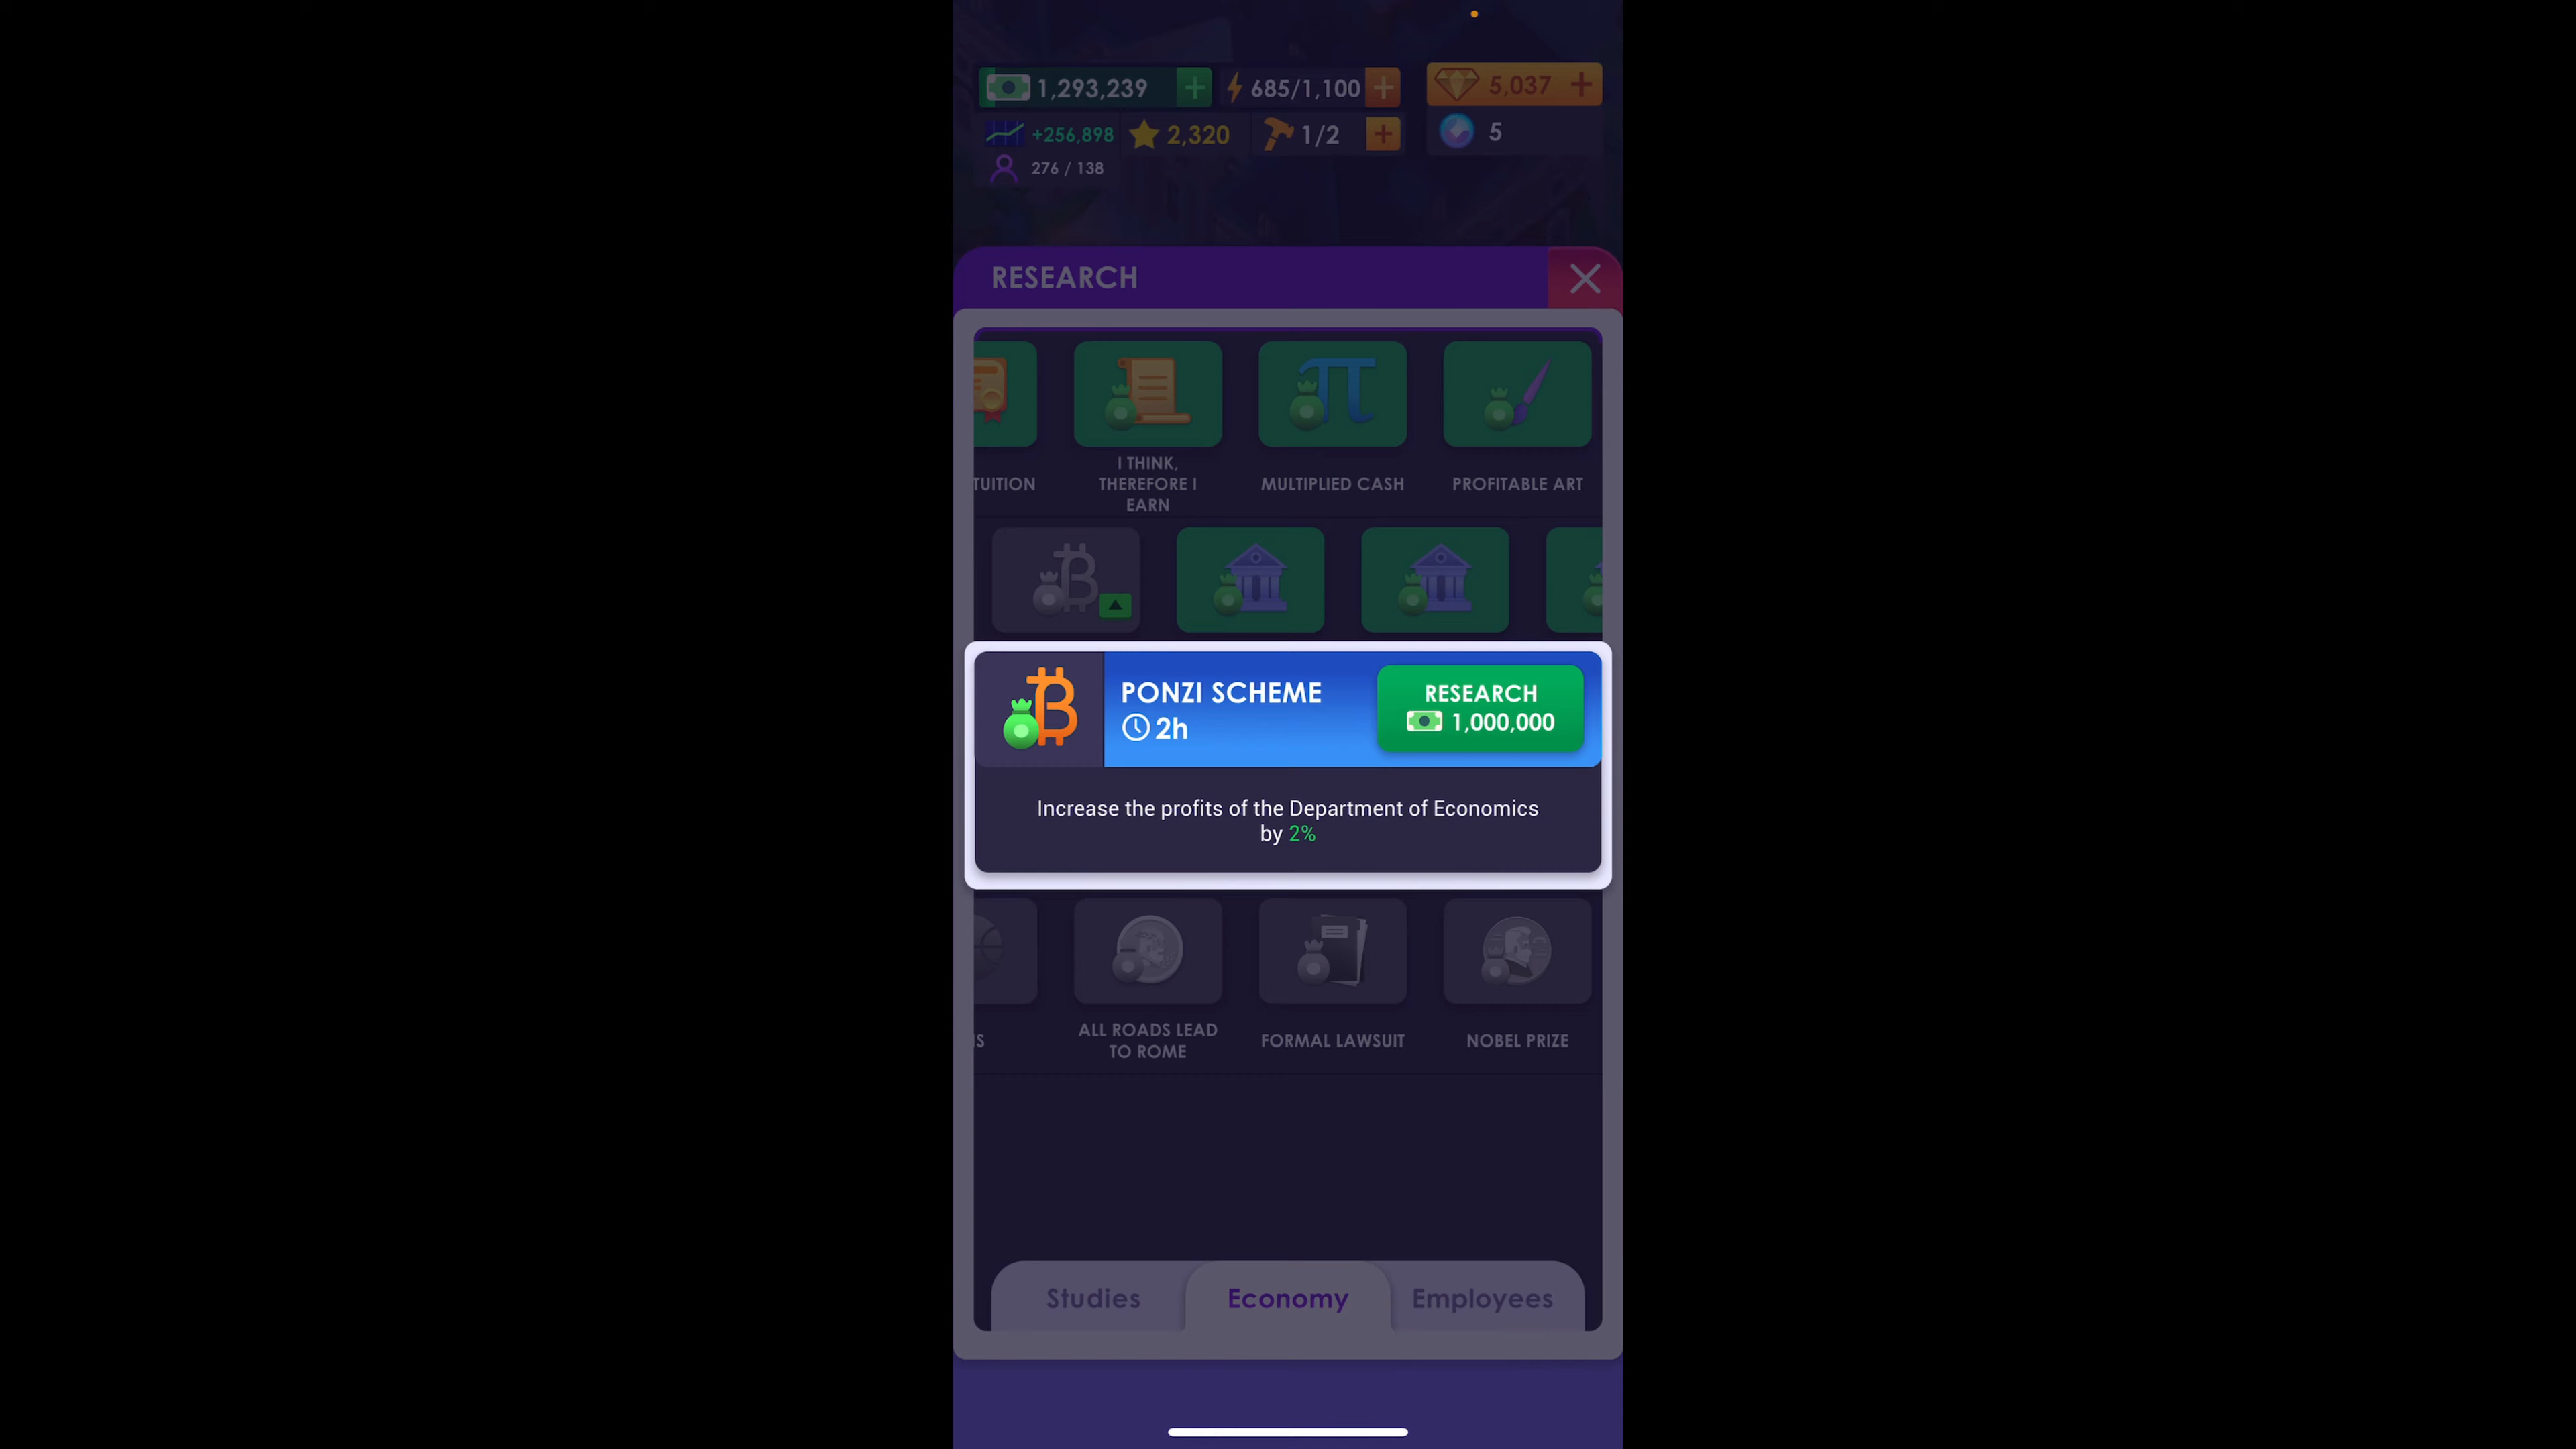 1,293,239
685/1,100
5,037
+256,898
2,320
1/2
5
276 / 138
RESEARCH
TUITION
I THINK,
THEREFORE I
EARN
MULTIPLIED CASH
PROFITABLE ART
PONZI SCHEME
2h
RESEARCH
1,000,000
Increase the profits of the Department of Economics
by 2%
S
ALL ROADS LEAD
TO ROME
FORMAL LAWSUIT
NOBEL PRIZE
Studies
Economy
Employees